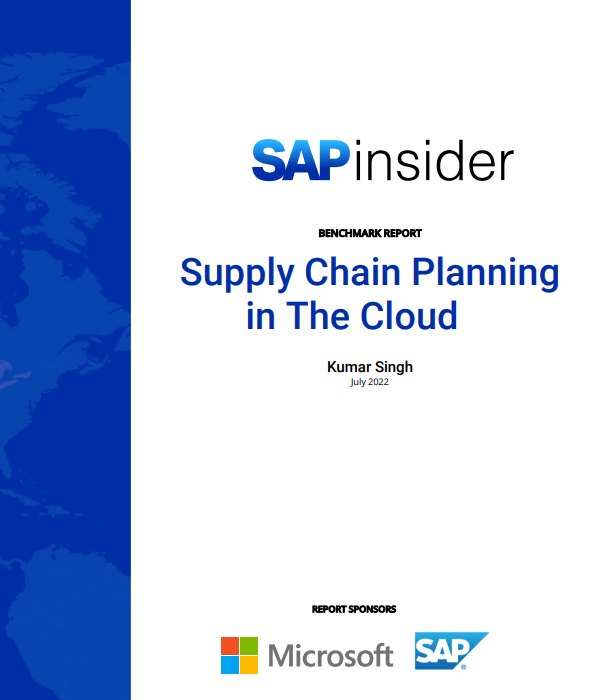 SAPinsider
BENCHMARK REPORT
Supply Chain Planning
in The Cloud
Kumar Singh
July 2022
REPORT SPONSORS
Microsoft
SAP®